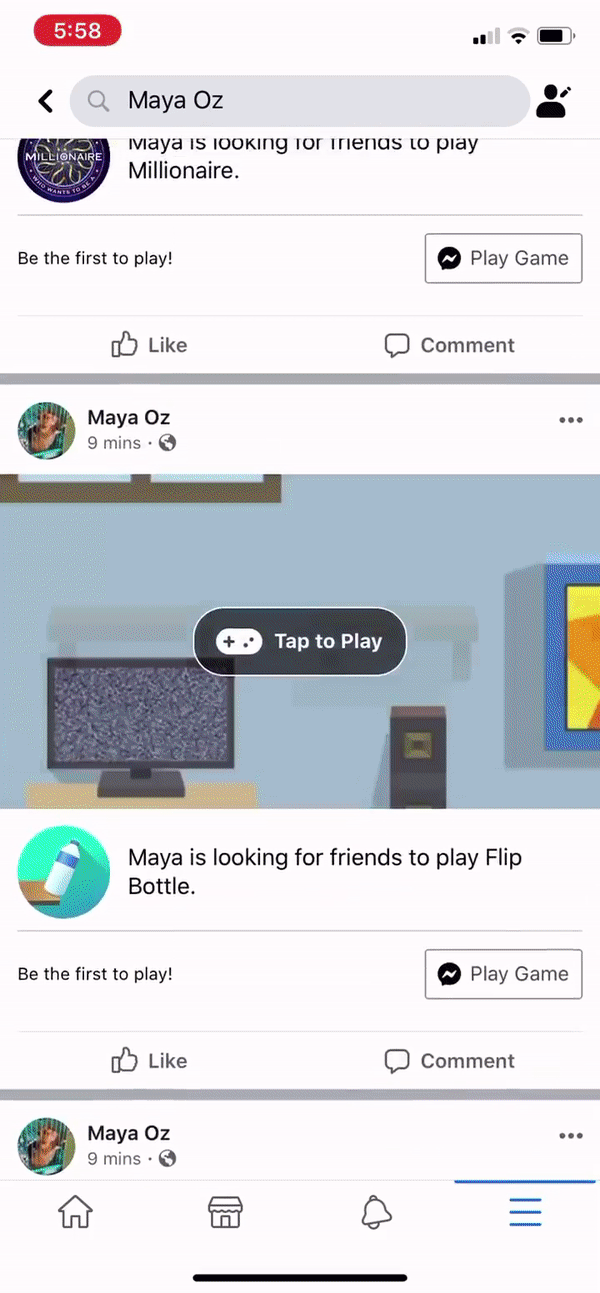 5:58
Maya Oz
MILLIONAIRE
WHO WANTS TO BE A
Maya is looking for friends to play
Millionaire.
Be the first to play!
Play Game
Like
Comment
Maya Oz
9 mins ·
Tap to Play
Maya is looking for friends to play Flip
Bottle.
Be the first to play!
Play Game
Like
Comment
Maya Oz
9 mins ·